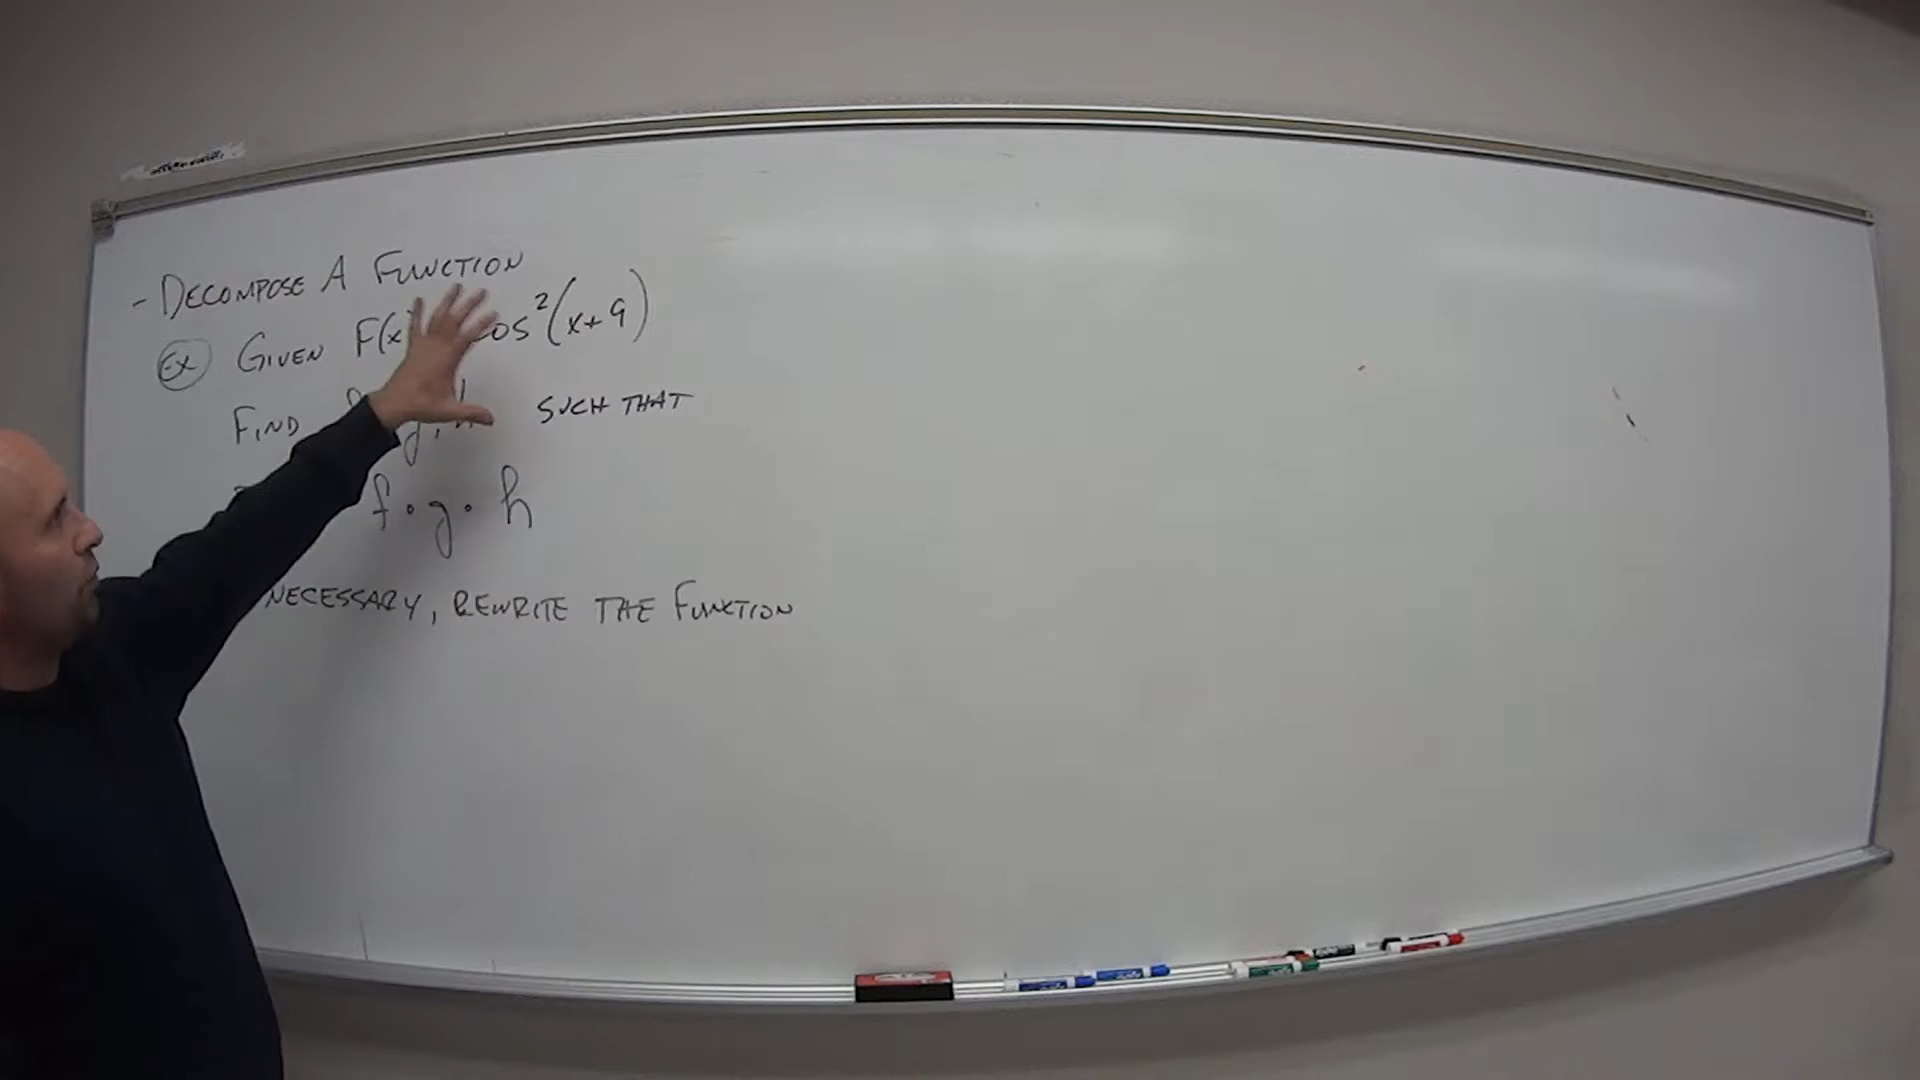 - DECOMPOSE A FUNCTION
EX GIVEN F(x) cos²(x+9)
FIND g, h SUCH THAT
f∘g∘h
NECESSARY, REWRITE THE FUNCTION